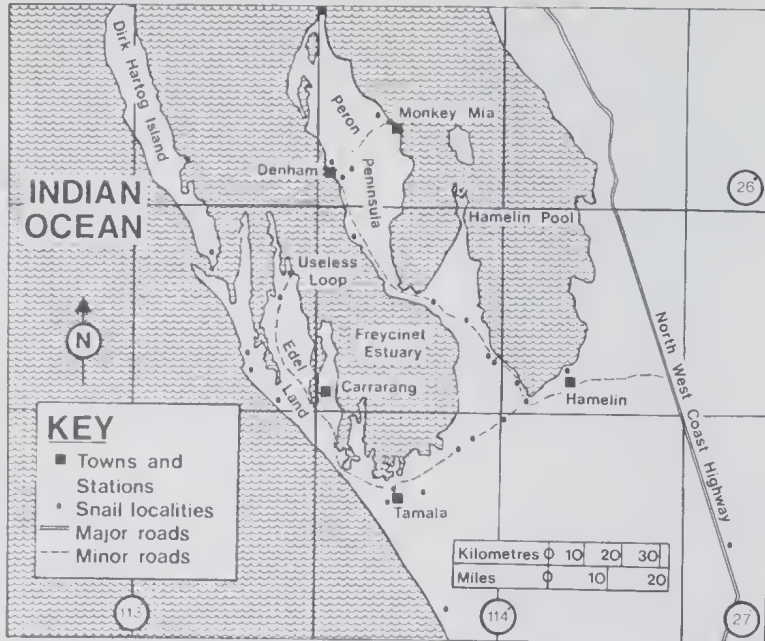 Dirk Hartog Island
Peron
Peninsula
Monkey Mia
Denham
26
INDIAN
OCEAN
Hamelin Pool
Useless
Loop
N
Edel
Land
Freycinet
Estuary
Carrarang
Hamelin
North West Coast Highway
KEY
Towns and
Stations
Snail localities
Major roads
Minor roads
Tamala
Kilometres 0 10 20 30
Miles 0 10 20
113
114
27